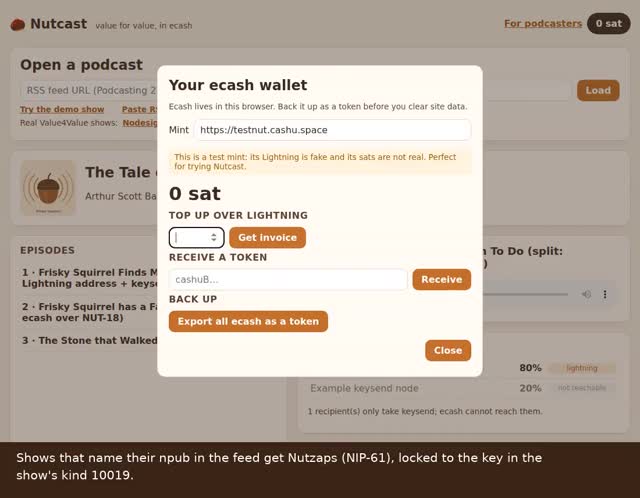 Nutcast value for value, in ecash
For podcasters 0 sat
Open a podcast
RSS feed URL (Podcasting 2
Load
Try the demo show Paste RS
Real Value4Value shows: Nodesig
Your ecash wallet
Ecash lives in this browser. Back it up as a token before you clear site data.
Mint https://testnut.cashu.space
This is a test mint: its Lightning is fake and its sats are not real. Perfect
for trying Nutcast.
0 sat
TOP UP OVER LIGHTNING
Get invoice
RECEIVE A TOKEN
cashuB... Receive
BACK UP
Export all ecash as a token
Close
The Tale
Arthur Scott Ba
EPISODES
1 · Frisky Squirrel Finds M
Lightning address + keyse
2 · Frisky Squirrel has a Fa
ecash over NUT-18)
3 · The Stone that Walked
n To Do (split:
)
80% lightning
Example keysend node 20% not reachable
1 recipient(s) only take keysend; ecash cannot reach them.
Shows that name their npub in the feed get Nutzaps (NIP-61), locked to the key in the
show's kind 10019.